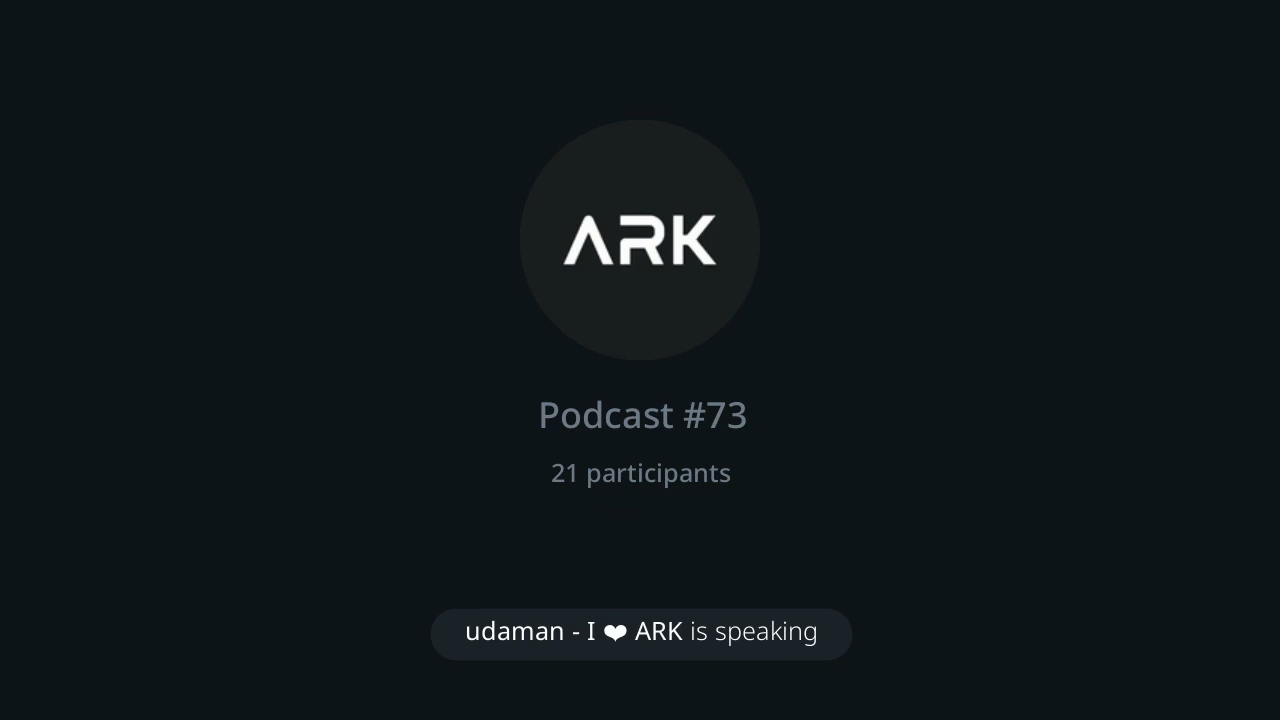 ARK
Podcast #73
21 participants
udaman - I ❤ ARK is speaking